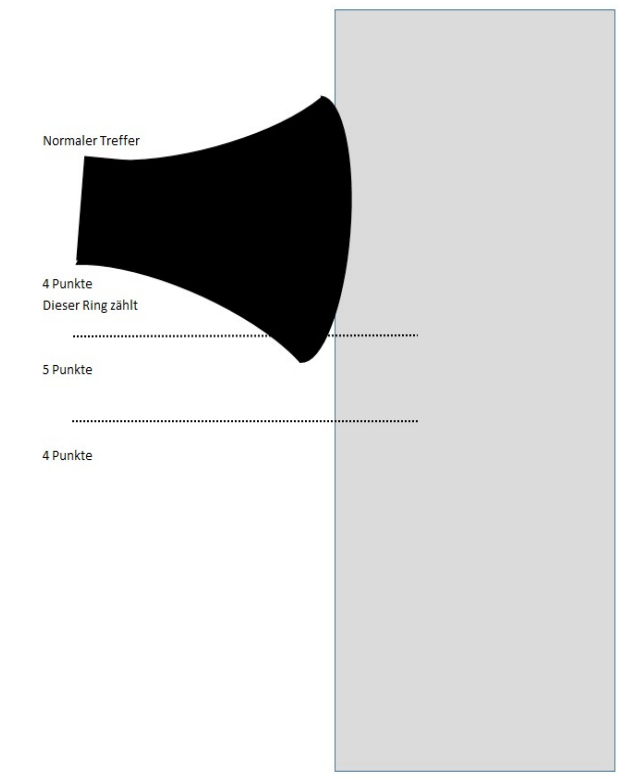 Normaler Treffer
4 Punkte
Dieser Ring zählt
5 Punkte
4 Punkte